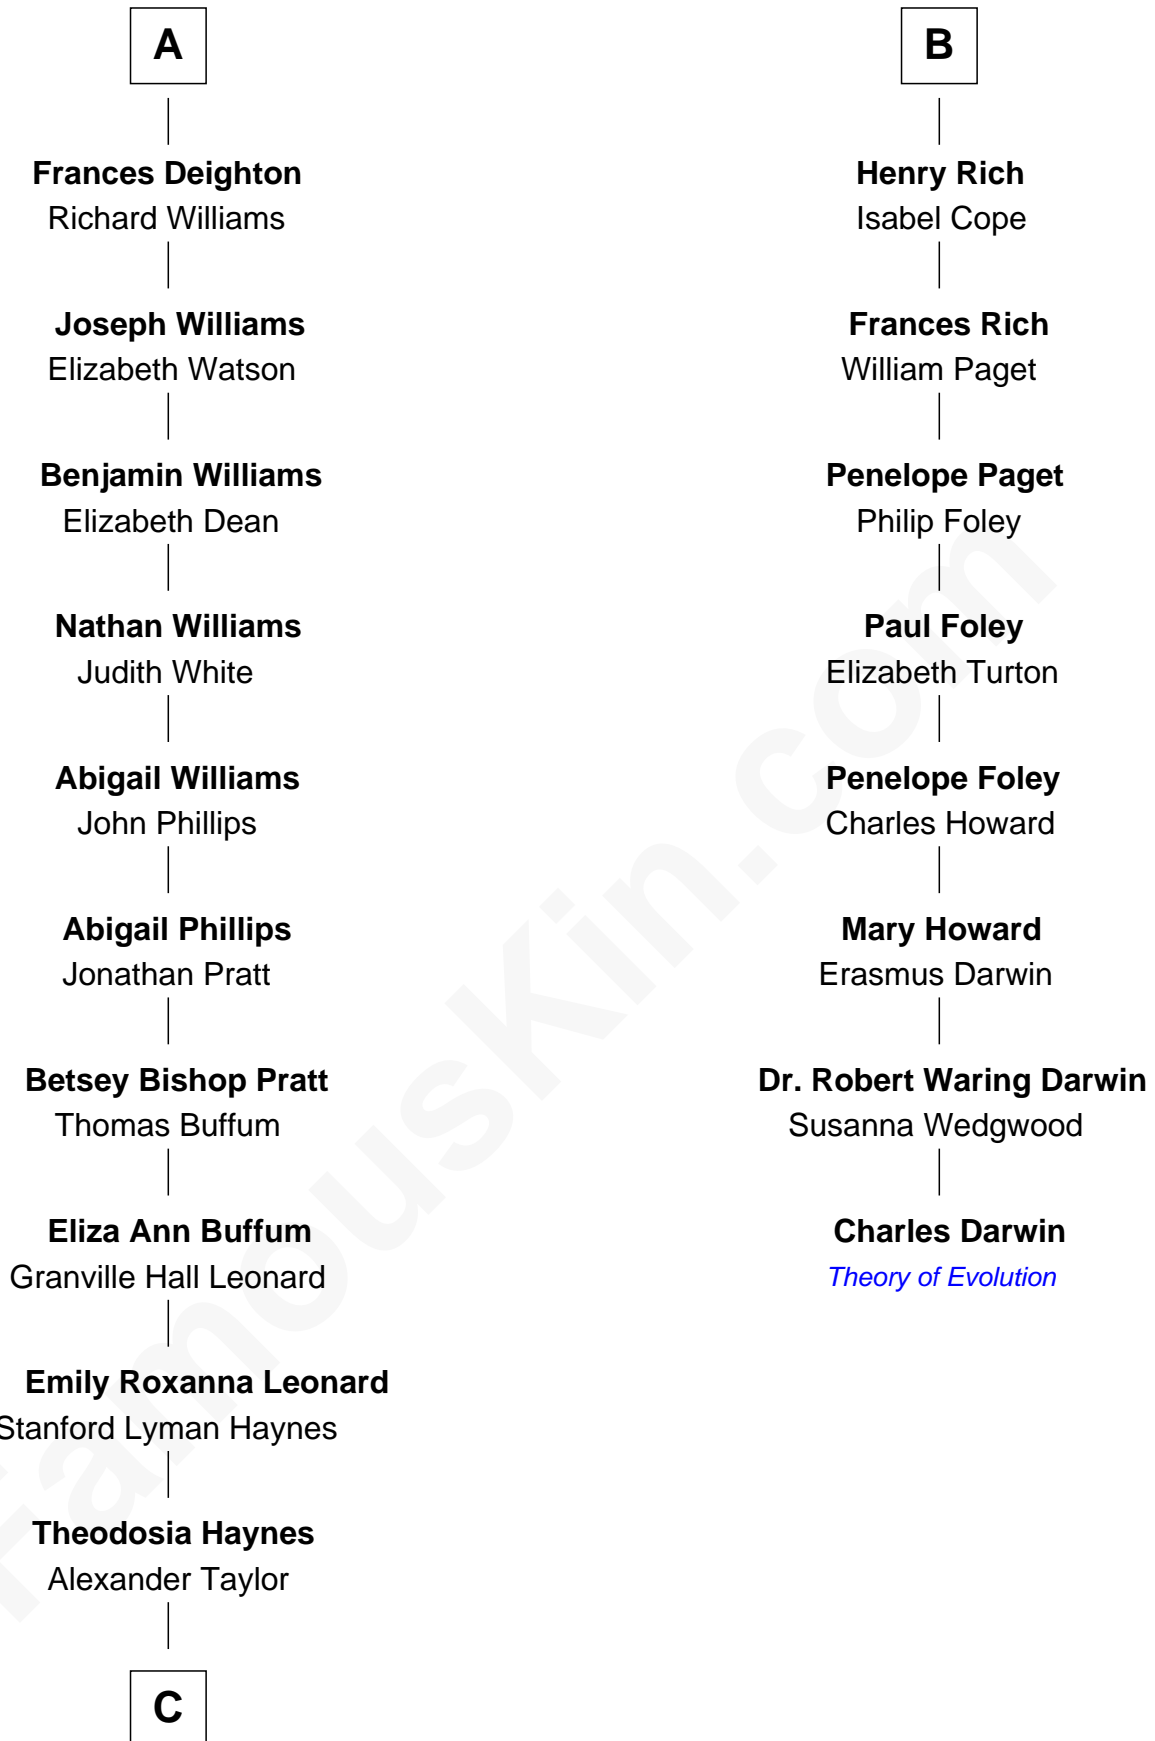 A
Frances Deighton
Richard Williams
Joseph Williams
Elizabeth Watson
Benjamin Williams
Elizabeth Dean
Nathan Williams
Judith White
Abigail Williams
John Phillips
Abigail Phillips
Jonathan Pratt
Betsey Bishop Pratt
Thomas Buffum
Eliza Ann Buffum
Granville Hall Leonard
Emily Roxanna Leonard
Stanford Lyman Haynes
Theodosia Haynes
Alexander Taylor
C
B
Henry Rich
Isabel Cope
Frances Rich
William Paget
Penelope Paget
Philip Foley
Paul Foley
Elizabeth Turton
Penelope Foley
Charles Howard
Mary Howard
Erasmus Darwin
Dr. Robert Waring Darwin
Susanna Wedgwood
Charles Darwin
Theory of Evolution
FamousKin.com